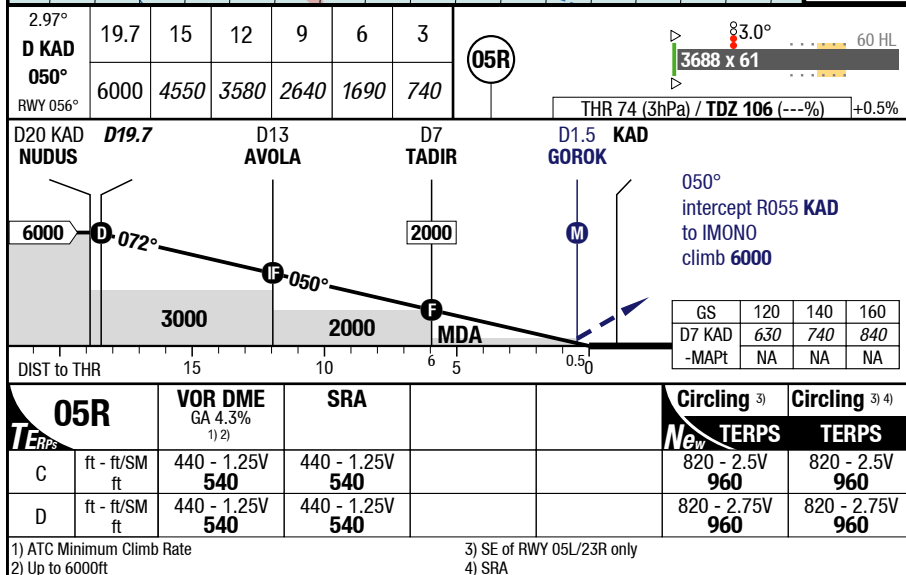 2.97°
D KAD
050°
RWY 056°
19.7 15 12 9 6 3
6000 4550 3580 2640 1690 740
05R
3.0°
60 HL
3688 x 61
THR 74 (3hPa) / TDZ 106 (---%) +0.5%
D20 KAD D19.7 D13 D7 D1.5 KAD
NUDUS AVOLA TADIR GOROK
050°
intercept R055 KAD
to IMONO
climb 6000
6000 D 072° 2000 M
IF 050°
F
3000 2000 MDA
GS 120 140 160
D7 KAD 630 740 840
-MAPt NA NA NA
DIST to THR 15 10 6 5 0.5 0
TERPs 05R VOR DME SRA Circling 3) Circling 3) 4)
GA 4.3%
1) 2)
New TERPS TERPS
C ft - ft/SM 440 - 1.25V 440 - 1.25V 820 - 2.5V 820 - 2.5V
ft 540 540 960 960
D ft - ft/SM 440 - 1.25V 440 - 1.25V 820 - 2.75V 820 - 2.75V
ft 540 540 960 960
1) ATC Minimum Climb Rate 3) SE of RWY 05L/23R only
2) Up to 6000ft 4) SRA